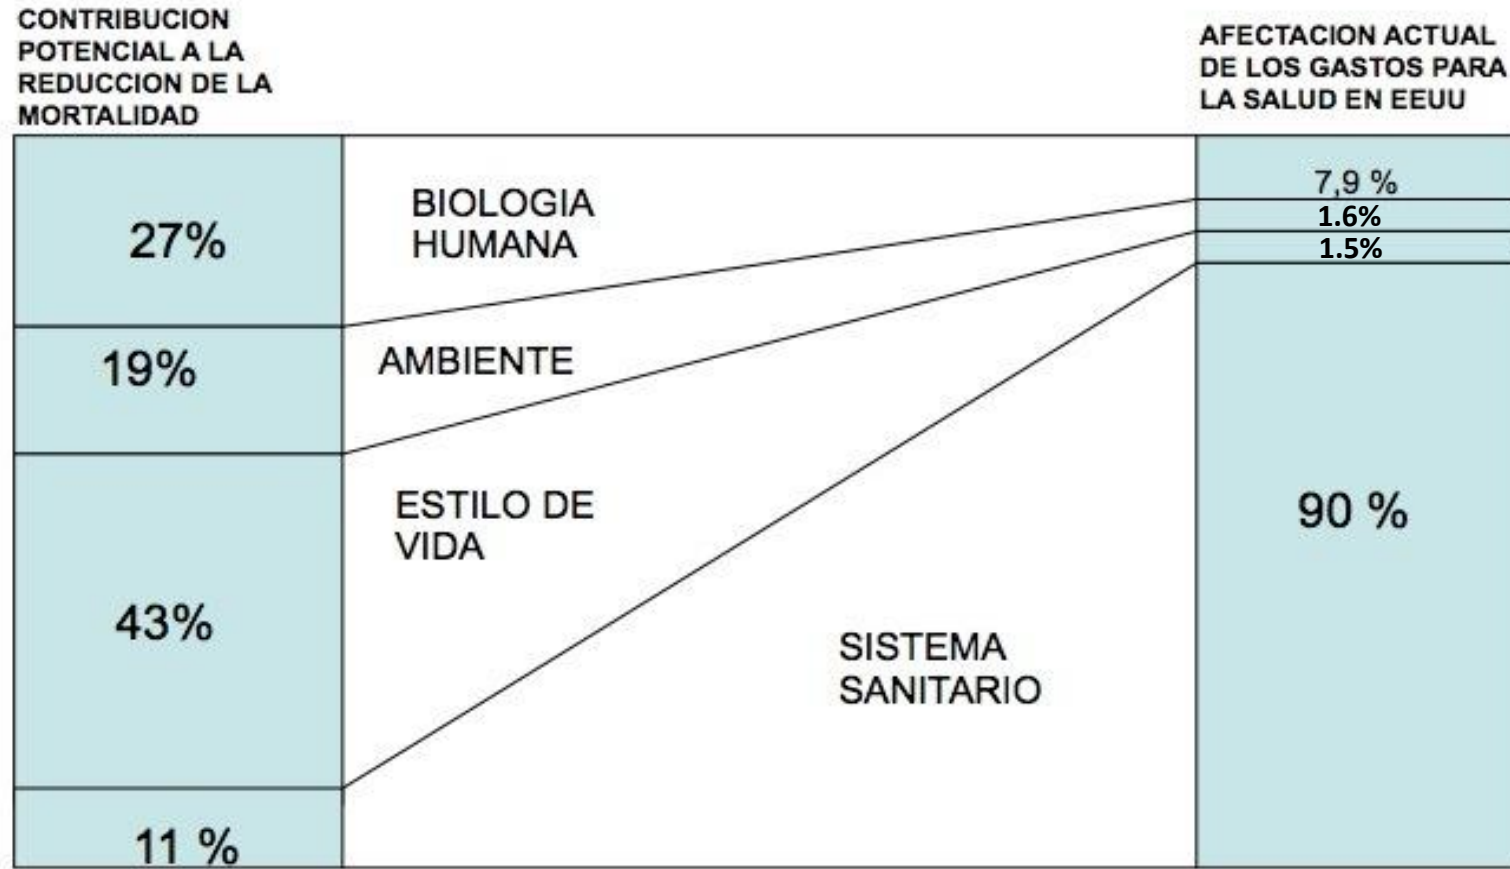 CONTRIBUCION
POTENCIAL A LA
REDUCCION DE LA
MORTALIDAD
AFECTACION ACTUAL
DE LOS GASTOS PARA
LA SALUD EN EEUU
27%
BIOLOGIA
HUMANA
7,9 %
1.6%
1.5%
19%
AMBIENTE
43%
ESTILO DE
VIDA
90 %
11 %
SISTEMA
SANITARIO